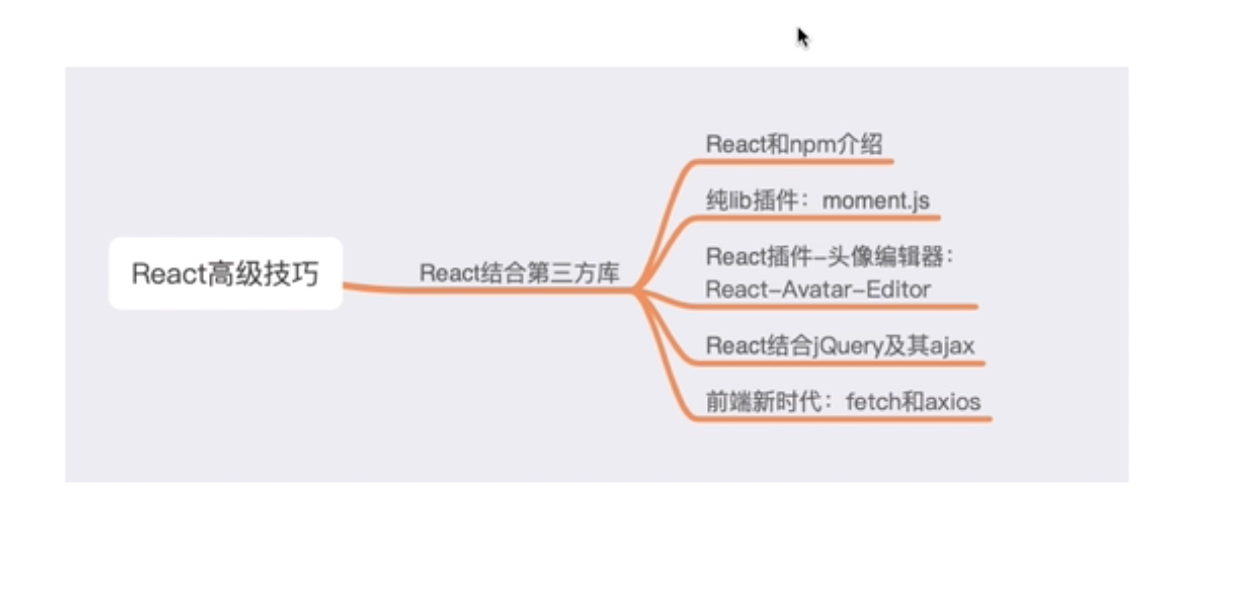 React高级技巧
React结合第三方库
React和npm介绍
纯lib插件：moment.js
React插件-头像编辑器：
React-Avatar-Editor
React结合jQuery及其ajax
前端新时代：fetch和axios